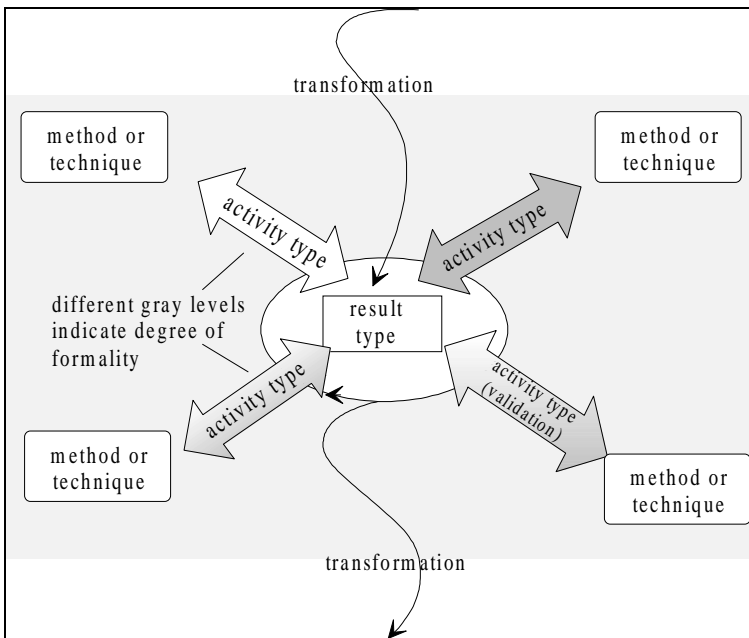 transformation
method or
technique
method or
technique
activity type
activity type
different gray levels
indicate degree of
formality
result
type
activity type
activity type
(validation)
method or
technique
method or
technique
transformation